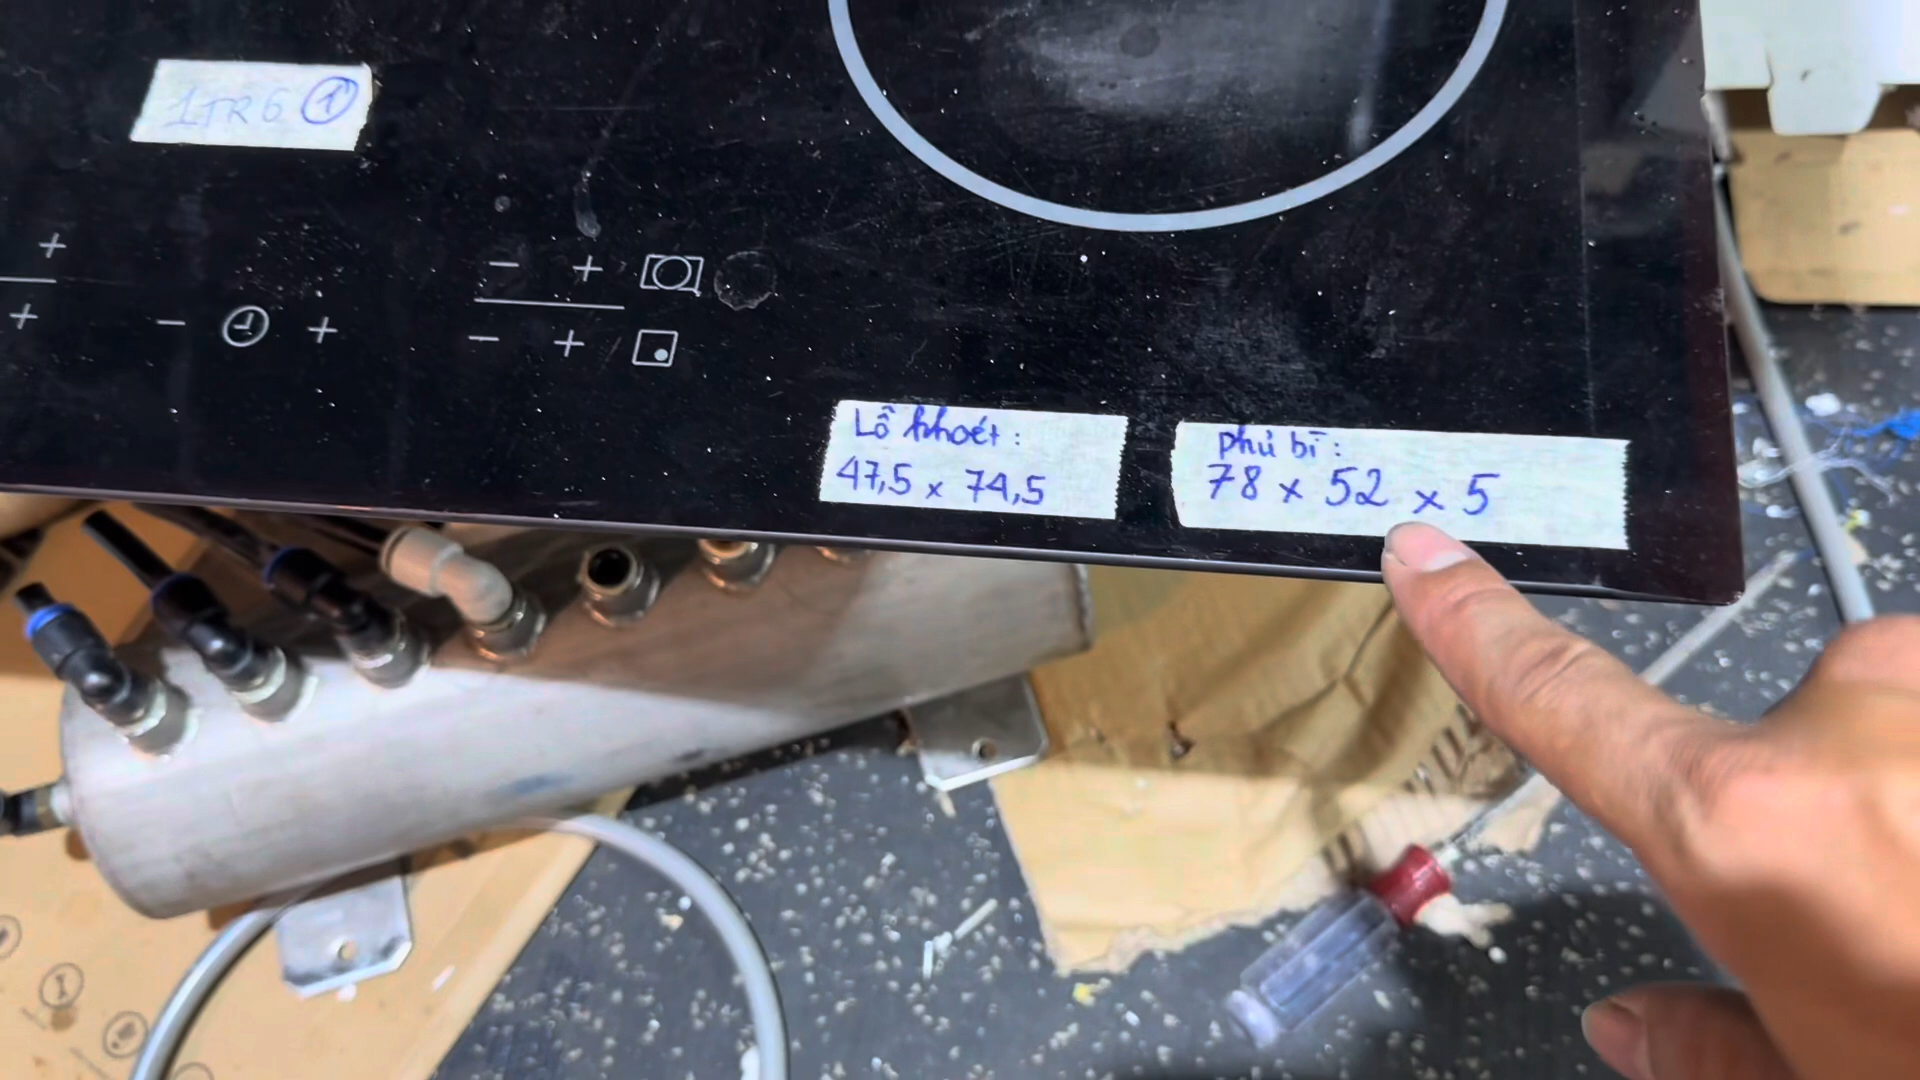 1TR6 1
Lỗ khoét:
47,5 x 74,5
phủ bì:
78 x 52 x 5